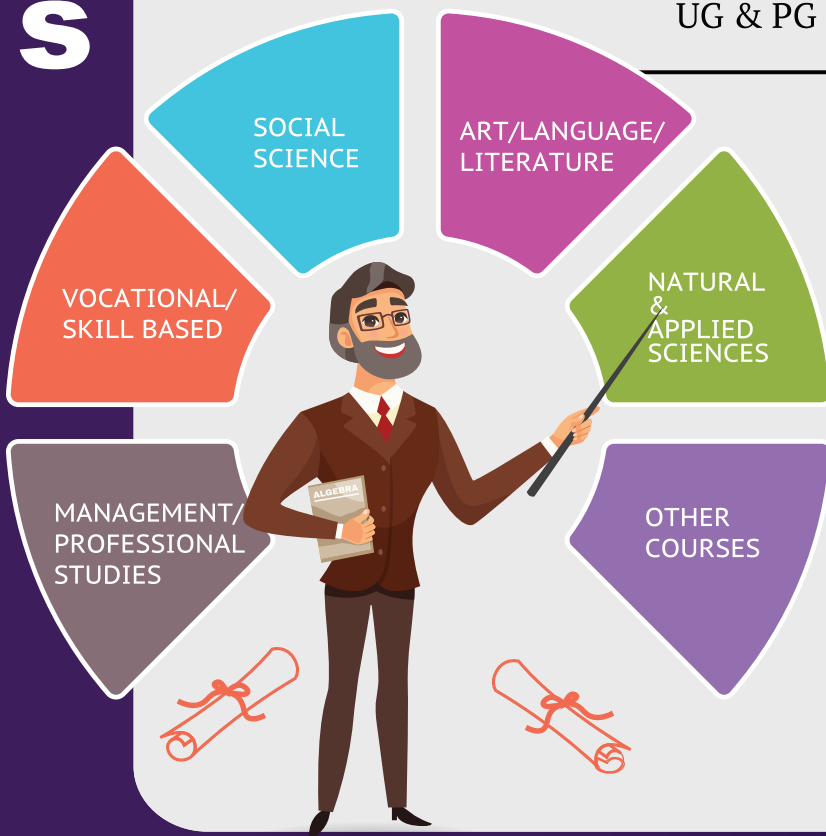 S
UG & PG
SOCIAL
SCIENCE
ART/LANGUAGE/
LITERATURE
VOCATIONAL/
SKILL BASED
NATURAL
&
APPLIED
SCIENCES
MANAGEMENT/
PROFESSIONAL
STUDIES
ALGEBRA
OTHER
COURSES